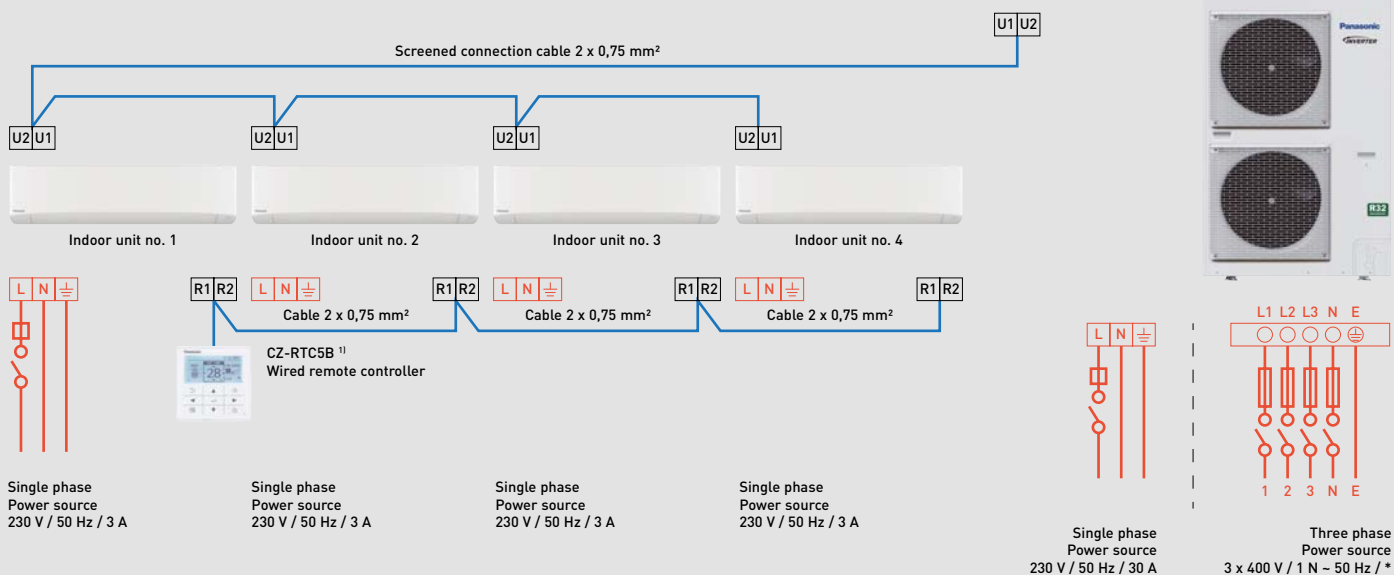 U1 U2
Panasonic
INVERTER
Screened connection cable 2 x 0,75 mm²
U2 U1
U2 U1
U2 U1
U2 U1
R32
Indoor unit no. 1
Indoor unit no. 2
Indoor unit no. 3
Indoor unit no. 4
L N
R1 R2
L N
R1 R2
L N
R1 R2
L N
R1 R2
Cable 2 x 0,75 mm²
Cable 2 x 0,75 mm²
Cable 2 x 0,75 mm²
CZ-RTC5B ¹⁾
Wired remote controller
28
L N
L1 L2 L3 N E
1 2 3 N E
Single phase
Power source
230 V / 50 Hz / 3 A
Single phase
Power source
230 V / 50 Hz / 3 A
Single phase
Power source
230 V / 50 Hz / 3 A
Single phase
Power source
230 V / 50 Hz / 3 A
Single phase
Power source
230 V / 50 Hz / 30 A
Three phase
Power source
3 x 400 V / 1 N ~ 50 Hz / *